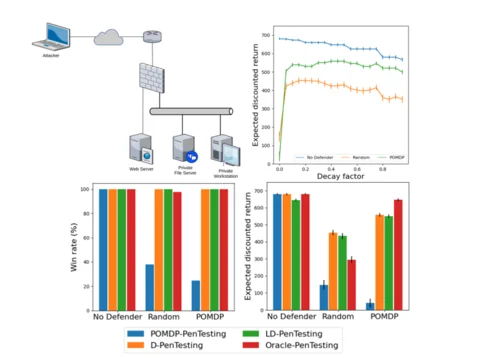 Attacker
Web Server
Private
File Server
Private
Workstation
Expected discounted return
700
600
500
400
300
200
100
0
0.0
0.2
0.4
0.6
0.8
No Defender
Random
POMDP
Decay factor
Win rate (%)
100
80
60
40
20
0
No Defender
Random
POMDP
Expected discounted return
700
600
500
400
300
200
100
0
No Defender
Random
POMDP
POMDP-PenTesting
LD-PenTesting
D-PenTesting
Oracle-PenTesting